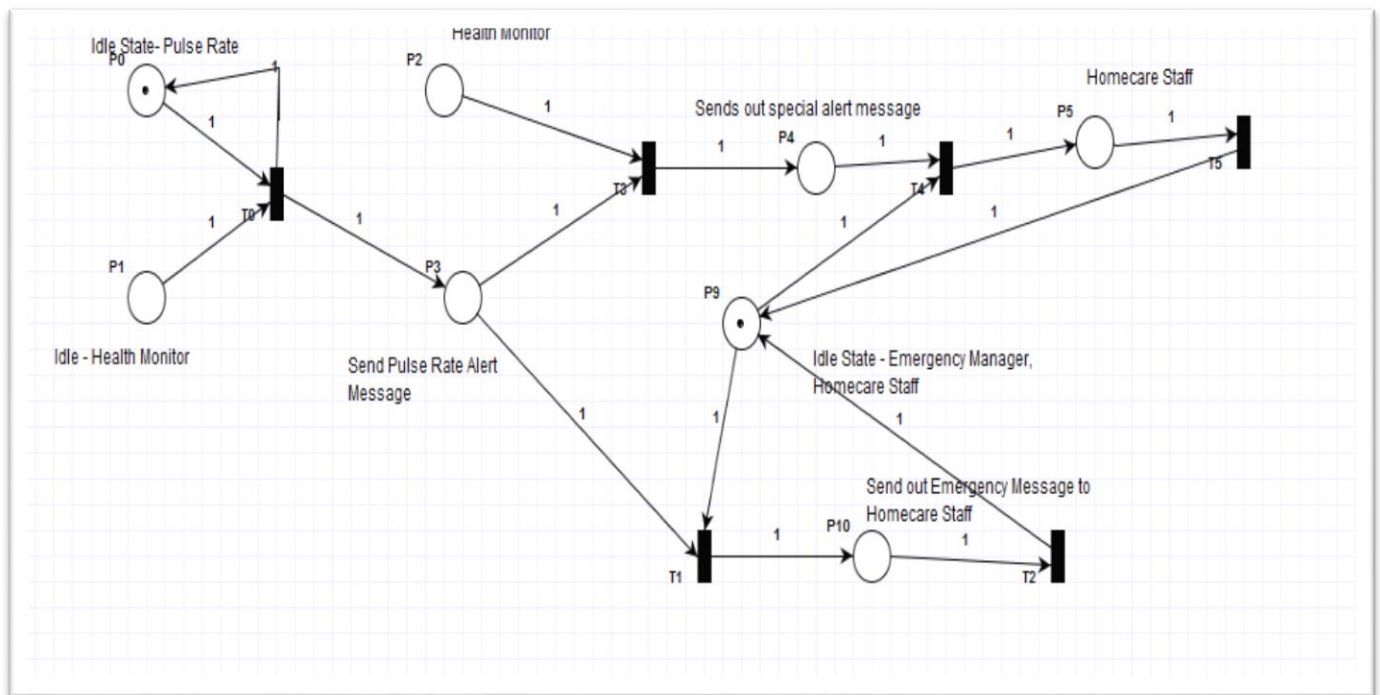 Idle State- Pulse Rate
P0
1
1
P1
1
T0
Idle - Health Monitor
Health Monitor
P2
1
1
P3
Send Pulse Rate Alert
Message
1
1
T3
1
Sends out special alert message
P4
1
T4
1
Homecare Staff
P5
1
T5
1
1
P9
Idle State - Emergency Manager,
Homecare Staff
1
1
Send out Emergency Message to
Homecare Staff
T1
1
P10
1
T2